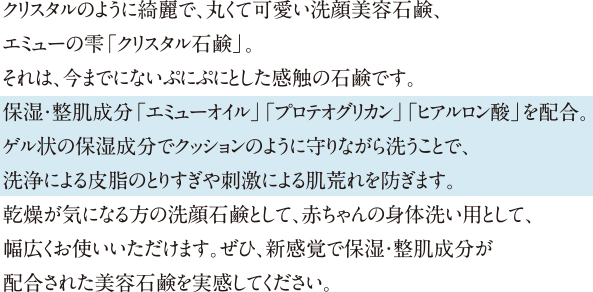 クリスタルのように綺麗で、丸くて可愛い洗顔美容石鹸、
エミューの雫「クリスタル石鹸」。
それは、今までにないぷにぷにとした感触の石鹸です。
保湿・整肌成分「エミューオイル」「プロテオグリカン」「ヒアルロン酸」を配合。
ゲル状の保湿成分でクッションのように守りながら洗うことで、
洗浄による皮脂のとりすぎや刺激による肌荒れを防ぎます。
乾燥が気になる方の洗顔石鹸として、赤ちゃんの身体洗い用として、
幅広くお使いいただけます。ぜひ、新感覚で保湿・整肌成分が
配合された美容石鹸を実感してください。